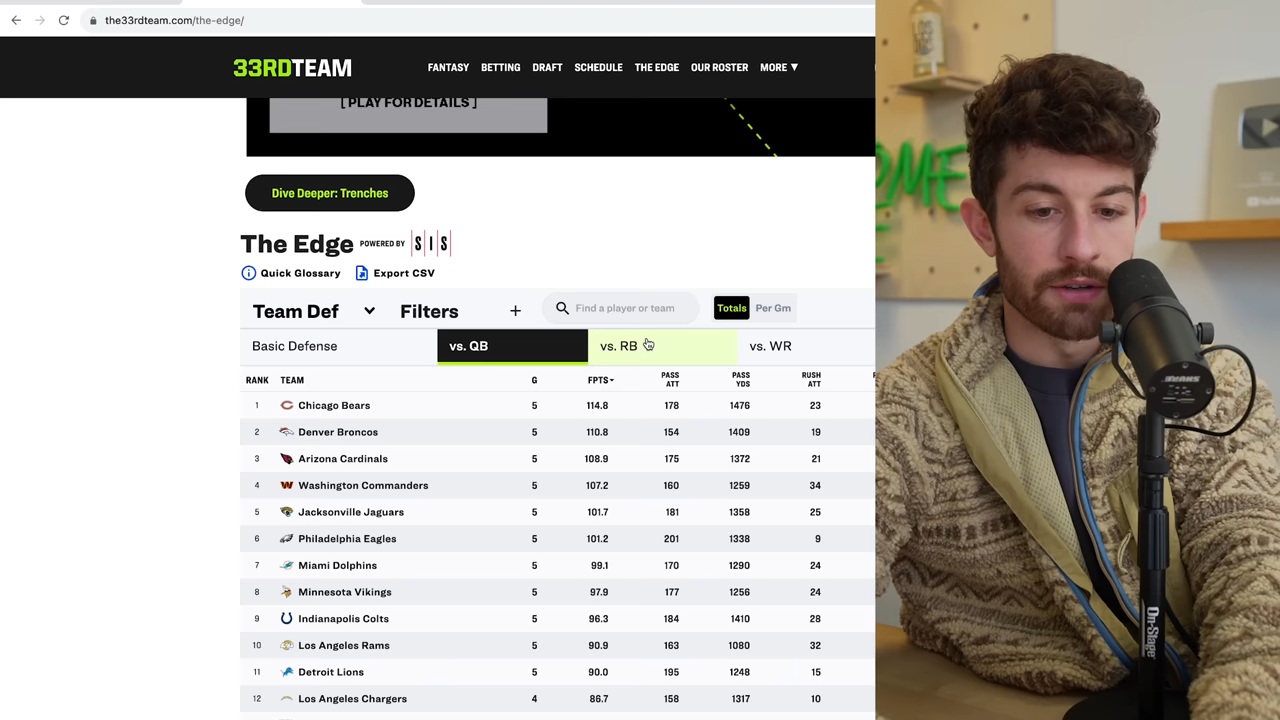 the33rdteam.com/the-edge/
33RDTEAM
FANTASY BETTING DRAFT SCHEDULE THE EDGE OUR ROSTER MORE ▼
[ PLAY FOR DETAILS ]
Dive Deeper: Trenches
The Edge POWERED BY SIS
Quick Glossary Export CSV
Team Def Filters + Find a player or team Totals Per Gm
Basic Defense vs. QB vs. RB vs. WR
RANK TEAM G FPTS PASS ATT PASS YDS RUSH ATT
1 Chicago Bears 5 114.8 178 1476 23
2 Denver Broncos 5 110.8 154 1409 19
3 Arizona Cardinals 5 108.9 175 1372 21
4 Washington Commanders 5 107.2 160 1259 34
5 Jacksonville Jaguars 5 101.7 181 1358 25
6 Philadelphia Eagles 5 101.2 201 1338 9
7 Miami Dolphins 5 99.1 170 1290 24
8 Minnesota Vikings 5 97.9 177 1256 24
9 Indianapolis Colts 5 96.3 184 1410 28
10 Los Angeles Rams 5 90.9 163 1080 32
11 Detroit Lions 5 90.0 195 1248 15
12 Los Angeles Chargers 4 86.7 158 1317 10
OME
On-Stage